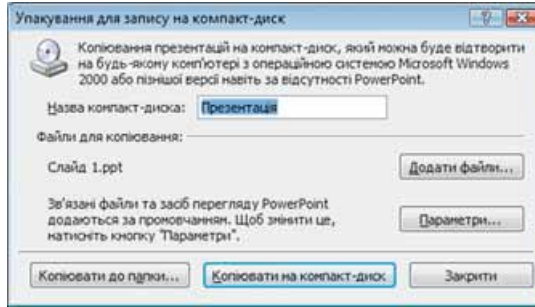 Упакування для запису на компакт-диск
Копіювання презентацій на компакт-диск, який можна буде відтворити
на будь-якому комп'ютері з операційною системою Microsoft Windows
2000 або пізнішої версії навіть за відсутності PowerPoint.
Назва компакт-диска: Презентація
Файли для копіювання:
Слайд 1.ppt Додати файли...
Зв'язані файли та засіб перегляду PowerPoint
додаються за промовчанням. Щоб змінити це,
натисніть кнопку "Параметри".
Параметри...
Копіювати до папки... Копіювати на компакт-диск Закрити